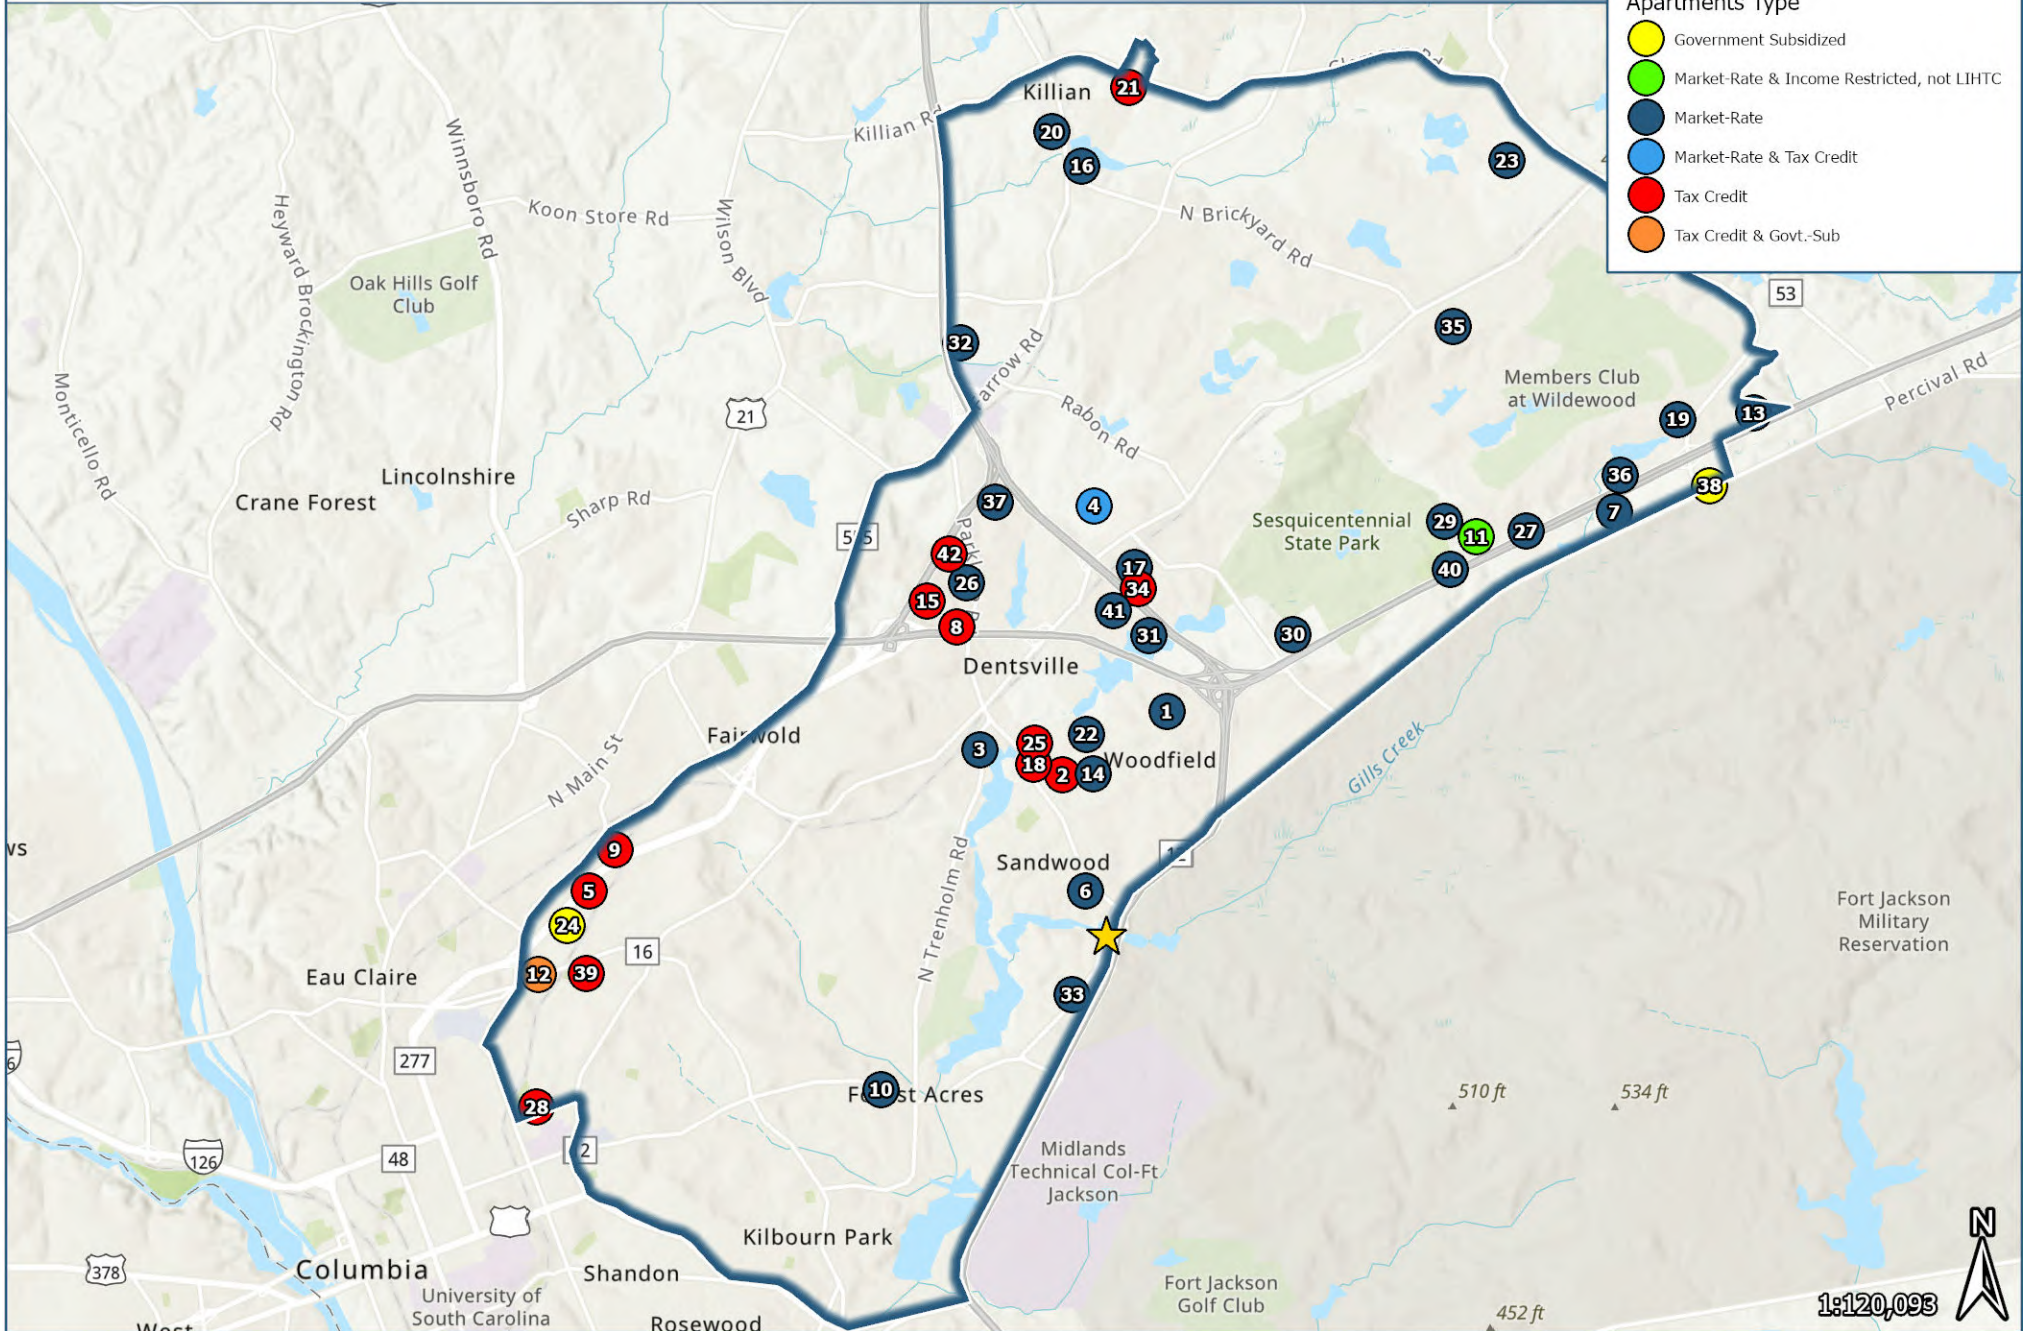 Apartments Type
Government Subsidized
Market-Rate & Income Restricted, not LIHTC
Market-Rate
Market-Rate & Tax Credit
Tax Credit
Tax Credit & Govt.-Sub
Killian
21
Killian Rd
20
16
23
Winnsboro Rd
Heyward Brockington Rd
Koon Store Rd
Wilson Blvd
N Brickyard Rd
Oak Hills Golf
Club
53
32
35
Farrow Rd
Rabon Rd
Members Club
at Wildewood
Percival Rd
Monticello Rd
21
19
13
Lincolnshire
Crane Forest
Sharp Rd
36
38
37
4
7
555
Sesquicentennial
State Park
29
11
27
42
26
17
34
40
15
41
8
31
30
Dentsville
1
Fairwold
3
25
22
18
2
14
Woodfield
N Main St
Gills Creek
9
12
Sandwood
5
6
N Trenholm Rd
24
Fort Jackson
Military
Reservation
16
Eau Claire
12
39
33
277
10
Forest Acres
28
510 ft
534 ft
126
48
12
Midlands
Technical Col-Ft
Jackson
Kilbourn Park
N
378
Columbia
Shandon
University of
South Carolina
Fort Jackson
Golf Club
1:120,093
452 ft
Rosewood
West